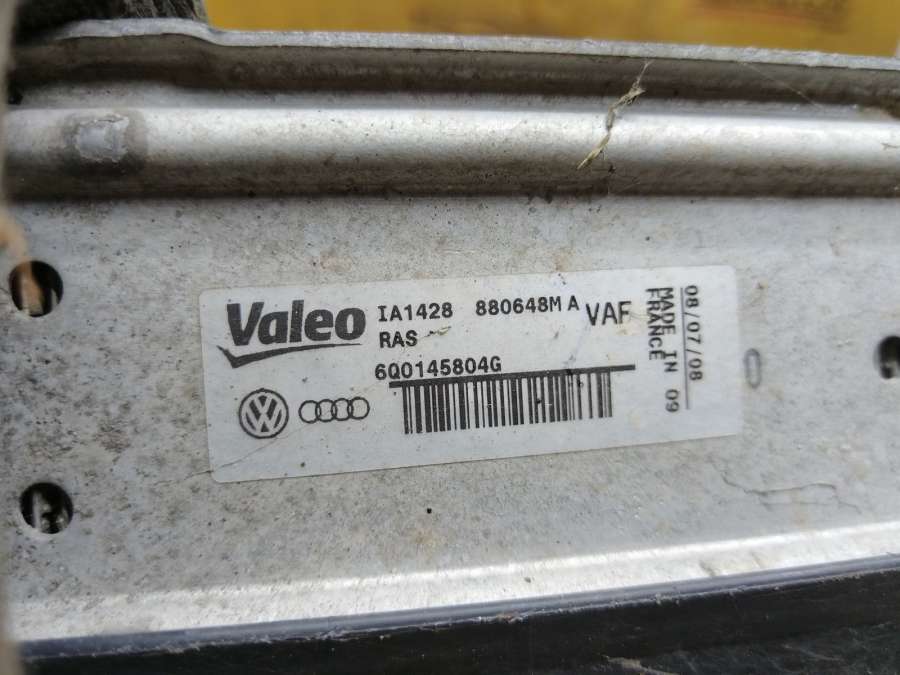 Valeo
IA1428 880648M A VAF
RAS
6Q0145804G
08/07/08
MADE IN 09
FRANCE